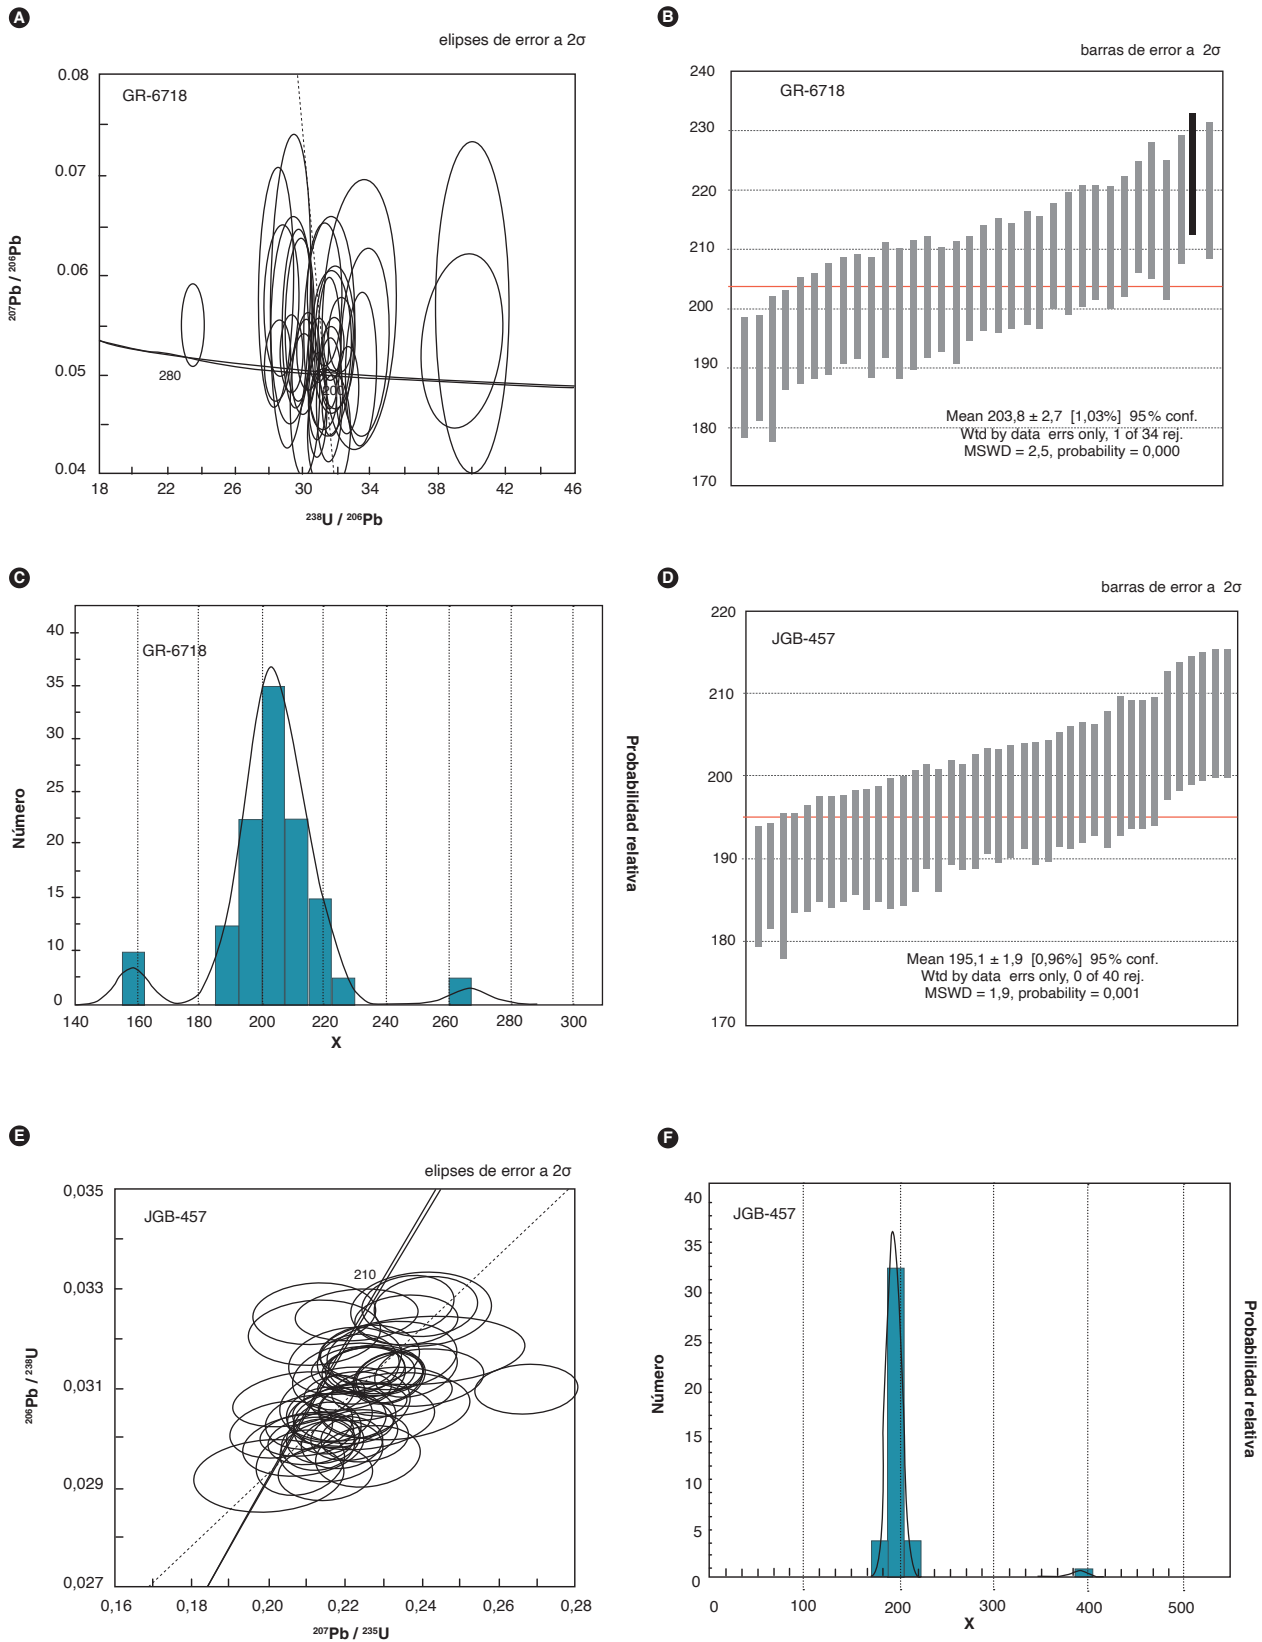 A
elipses de error a 2σ
GR-6718
0.08
0.07
0.06
0.05
0.04
280
200
18 22 26 30 34 38 42 46
²⁰⁷Pb / ²⁰⁶Pb
²³⁸U / ²⁰⁶Pb
B
barras de error a 2σ
GR-6718
240
230
220
210
200
190
180
170
Mean 203,8 ± 2,7 [1,03%] 95% conf.
Wtd by data errs only, 1 of 34 rej.
MSWD = 2,5, probability = 0,000
C
GR-6718
40
35
30
25
20
15
10
5
0
140 160 180 200 220 240 260 280 300
Número
X
Probabilidad relativa
D
barras de error a 2σ
JGB-457
220
210
200
190
180
170
Mean 195,1 ± 1,9 [0,96%] 95% conf.
Wtd by data errs only, 0 of 40 rej.
MSWD = 1,9, probability = 0,001
E
elipses de error a 2σ
JGB-457
0,035
0,033
0,031
0,029
0,027
210
0,16 0,18 0,20 0,22 0,24 0,26 0,28
²⁰⁶Pb / ²³⁸U
²⁰⁷Pb / ²³⁵U
F
JGB-457
40
35
30
25
20
15
10
5
0
0 100 200 300 400 500
Número
X
Probabilidad relativa